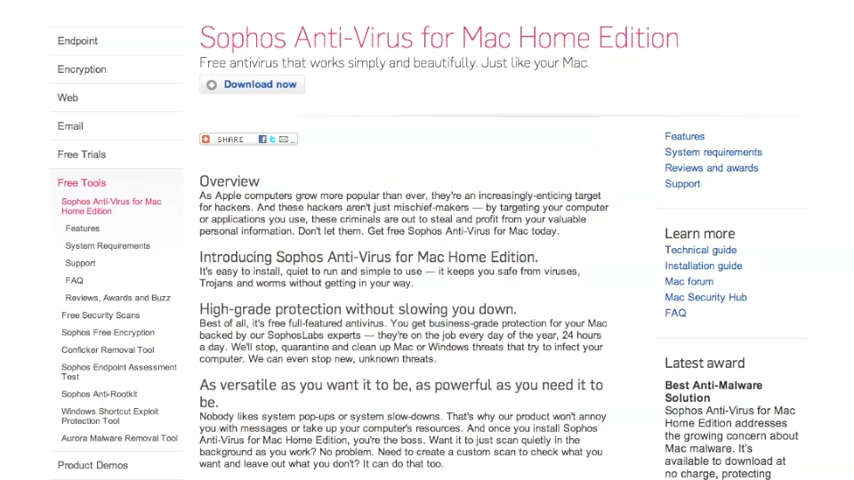 Endpoint
Encryption
Web
Email
Free Trials
Free Tools
Sophos Anti-Virus for Mac
Home Edition
Features
System Requirements
Support
FAQ
Reviews, Awards and Buzz
Free Security Scans
Sophos Free Encryption
Conficker Removal Tool
Sophos Endpoint Assessment
Test
Sophos Anti-Rootkit
Windows Shortcut Exploit
Protection Tool
Aurora Malware Removal Tool
Product Demos
Sophos Anti-Virus for Mac Home Edition
Free antivirus that works simply and beautifully. Just like your Mac.
Download now
SHARE
Overview
As Apple computers grow more popular than ever, they're an increasingly-enticing target
for hackers. And these hackers aren't just mischief-makers — by targeting your computer
or applications you use, these criminals are out to steal and profit from your valuable
personal information. Don't let them. Get free Sophos Anti-Virus for Mac today.
Introducing Sophos Anti-Virus for Mac Home Edition.
It's easy to install, quiet to run and simple to use — it keeps you safe from viruses,
Trojans and worms without getting in your way.
High-grade protection without slowing you down.
Best of all, it's free full-featured antivirus. You get business-grade protection for your Mac
backed by our SophosLabs experts — they're on the job every day of the year, 24 hours
a day. We'll stop, quarantine and clean up Mac or Windows threats that try to infect your
computer. We can even stop new, unknown threats.
As versatile as you want it to be, as powerful as you need it to
be.
Nobody likes system pop-ups or system slow-downs. That's why our product won't annoy
you with messages or take up your computer's resources. And once you install Sophos
Anti-Virus for Mac Home Edition, you're the boss. Want it to just scan quietly in the
background as you work? No problem. Need to create a custom scan to check what you
want and leave out what you don't? It can do that too.
Features
System requirements
Reviews and awards
Support
Learn more
Technical guide
Installation guide
Mac forum
Mac Security Hub
FAQ
Latest award
Best Anti-Malware
Solution
Sophos Anti-Virus for Mac
Home Edition addresses
the growing concern about
Mac malware. It's
available to download at
no charge, protecting